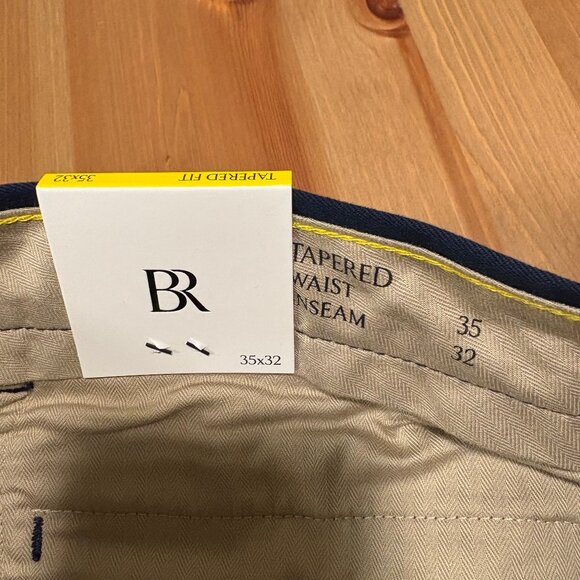 TAPERED FIT 35x32
BR
35x32
TAPERED
WAIST 35
INSEAM 32